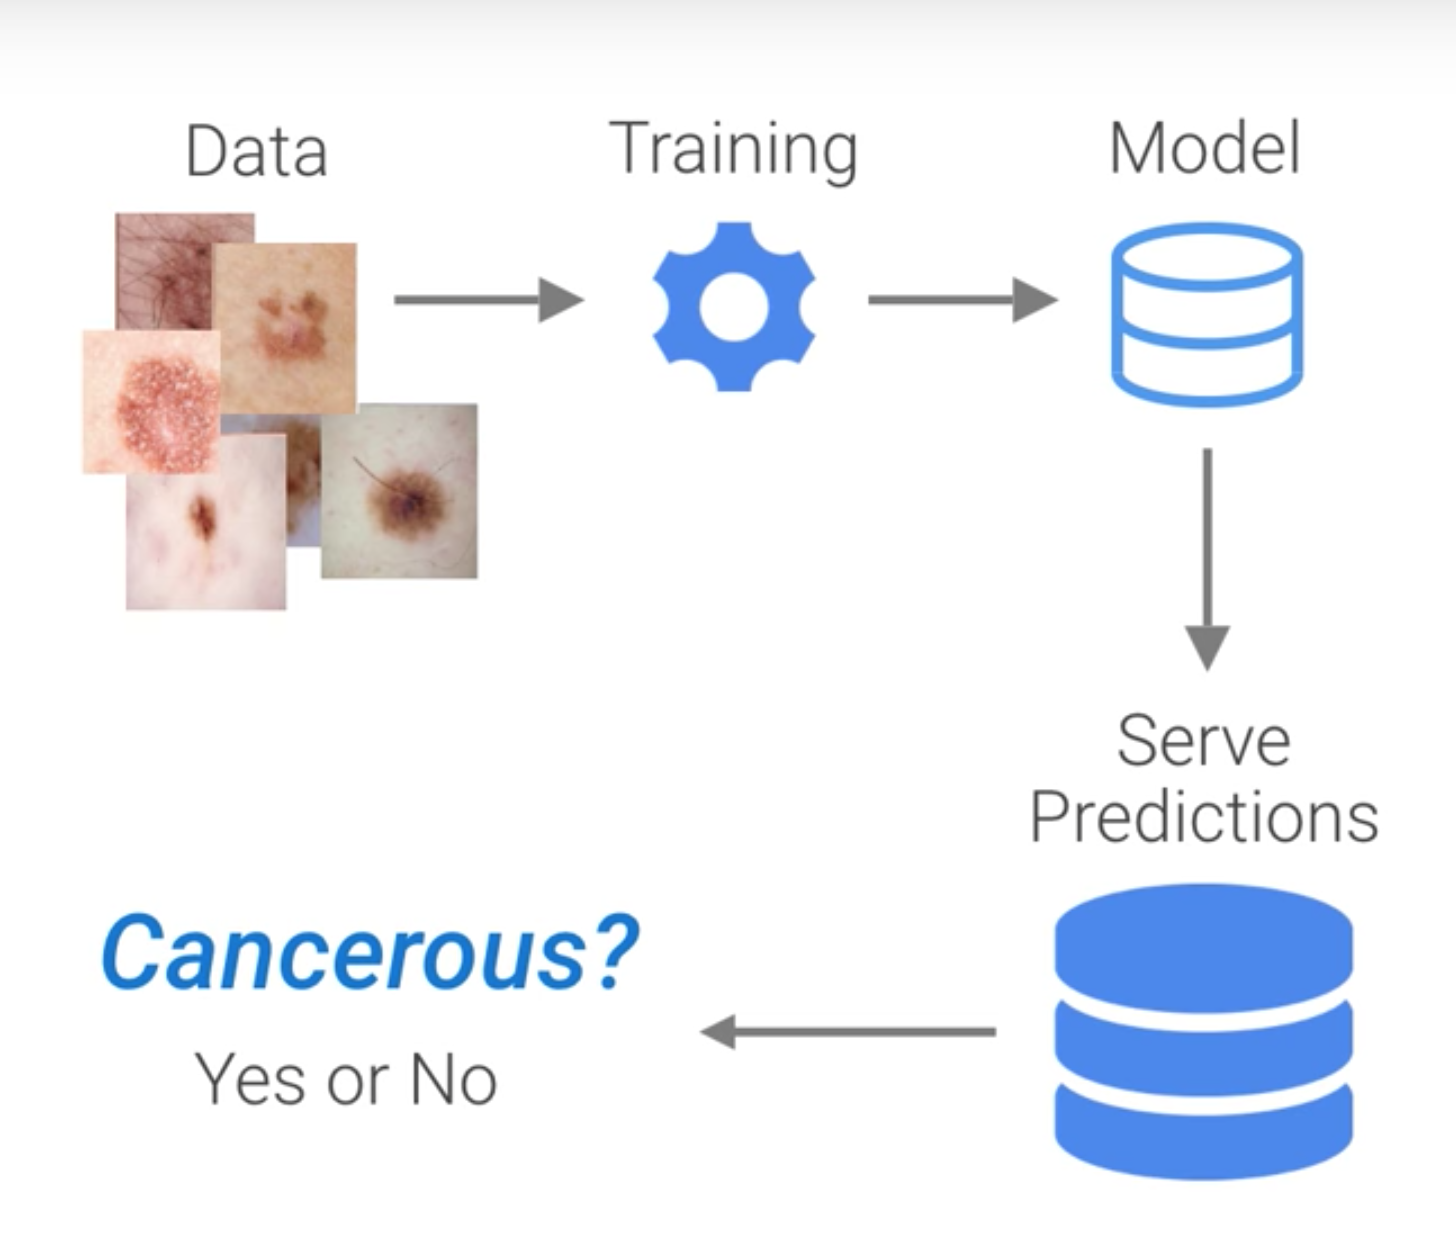 Data
Training
Model
Serve
Predictions
Cancerous?
Yes or No